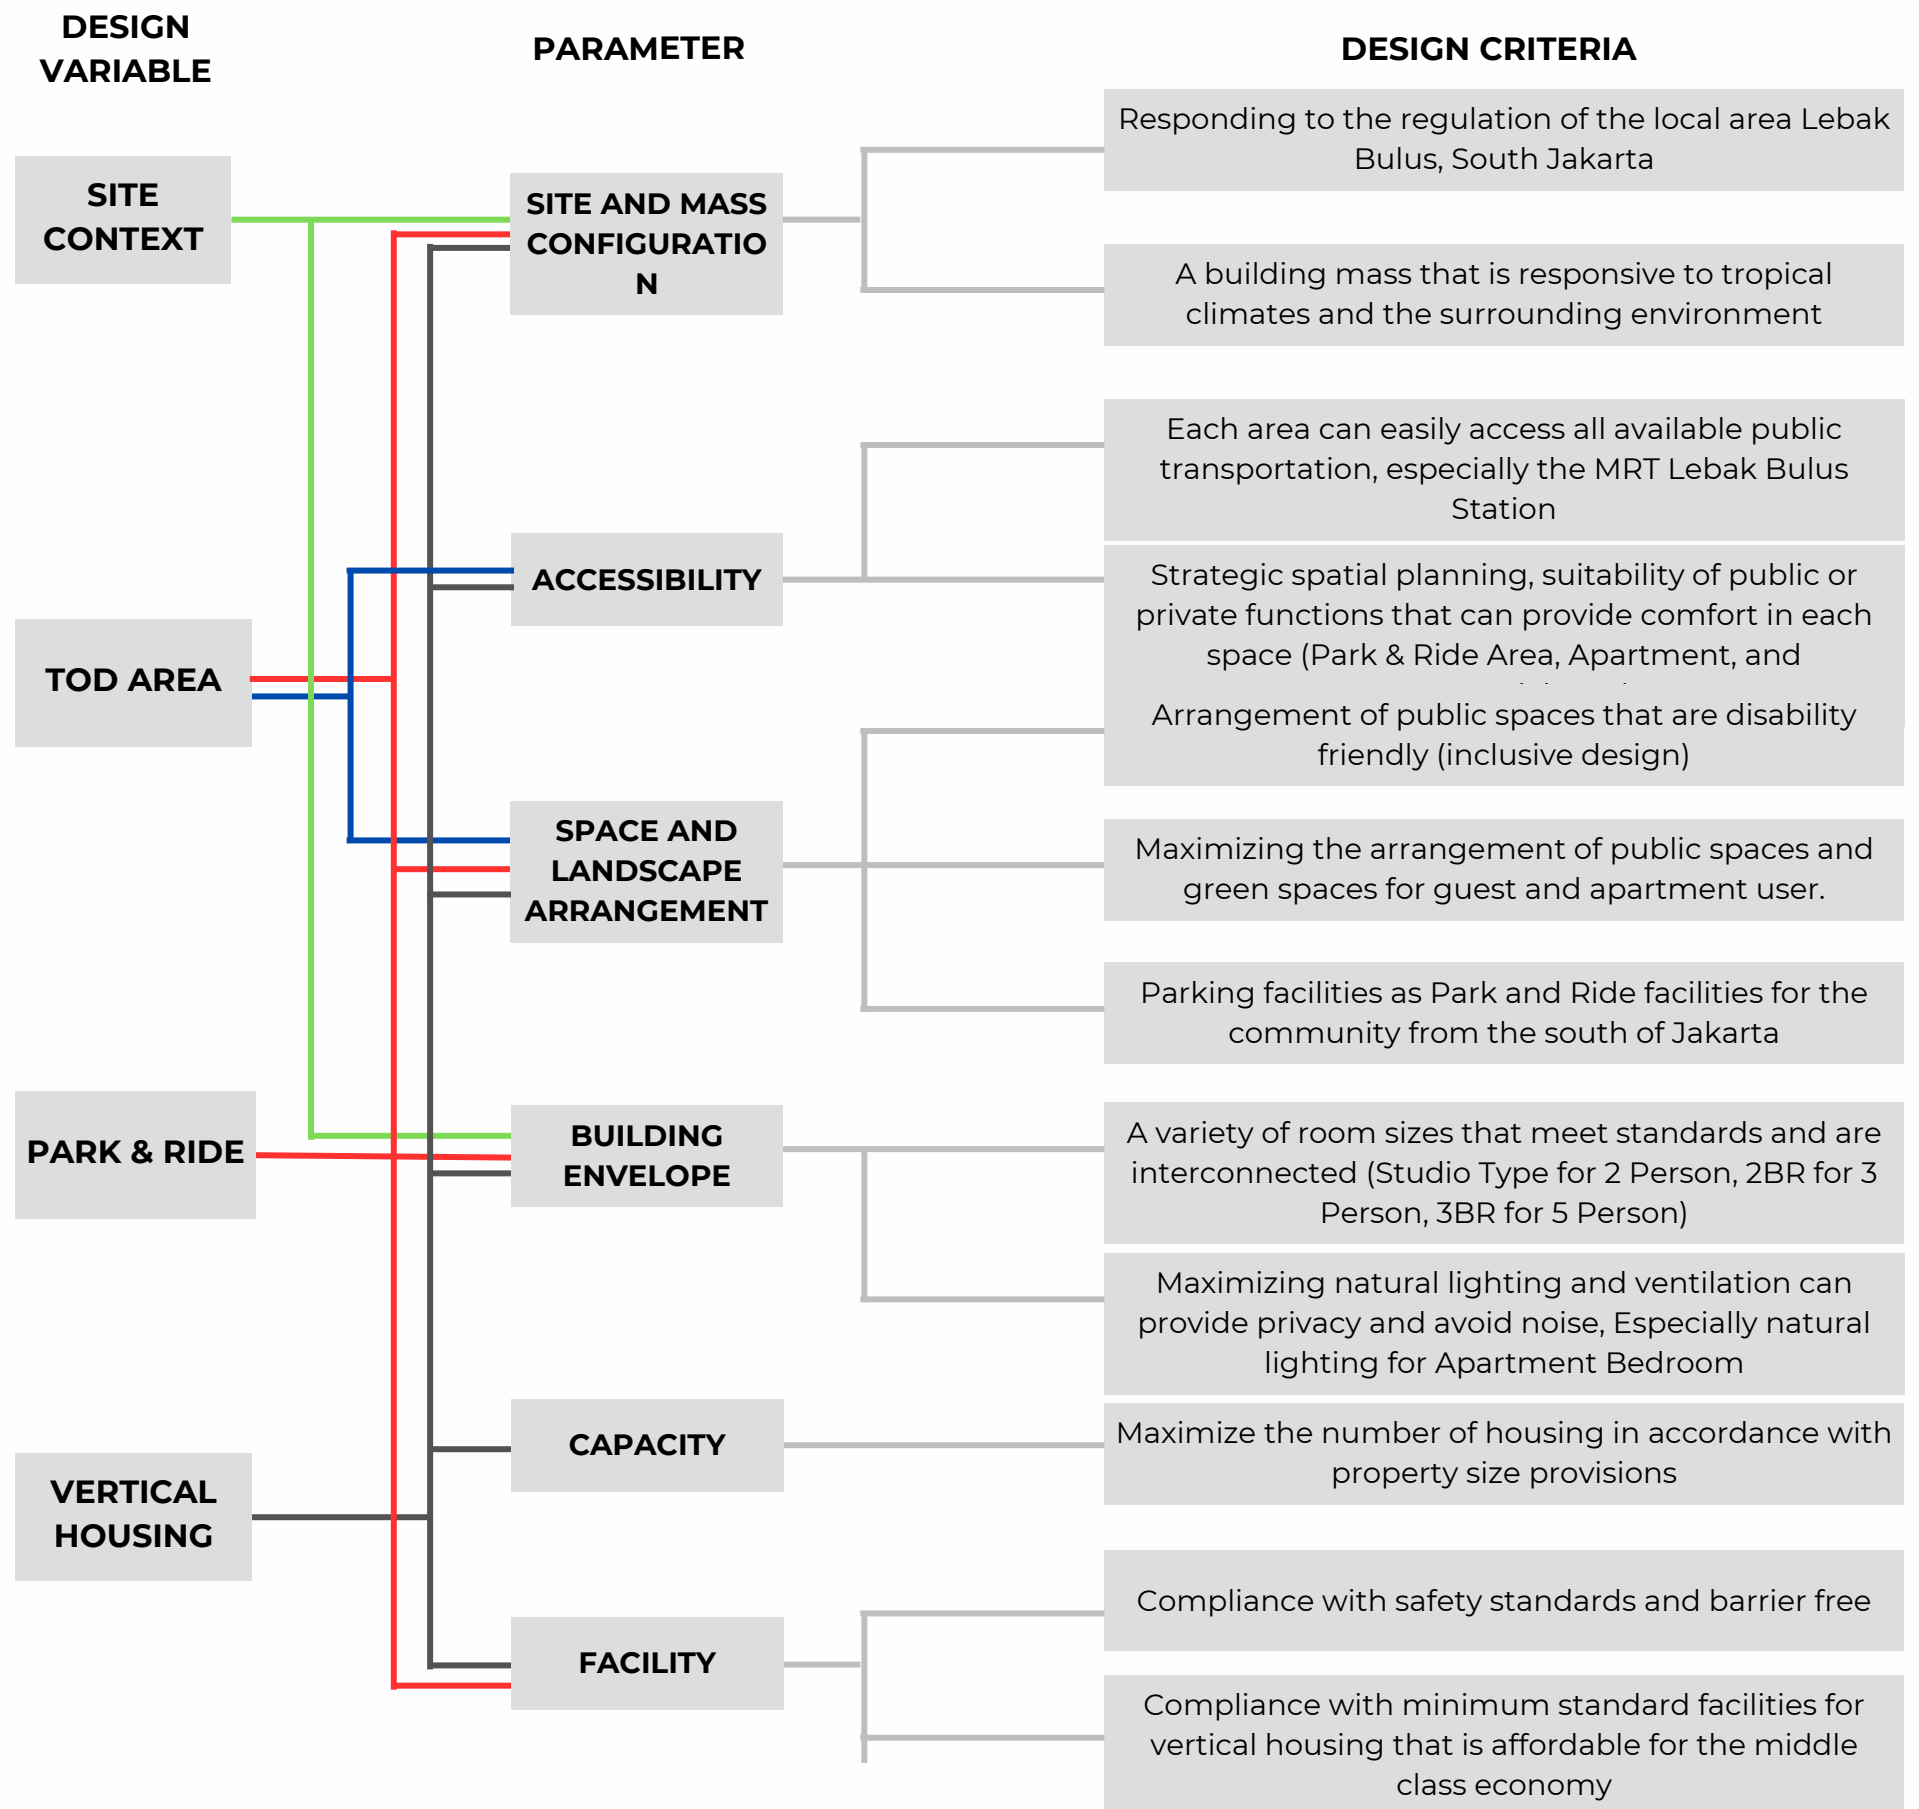 DESIGN
VARIABLE
PARAMETER
DESIGN CRITERIA
SITE
CONTEXT
TOD AREA
PARK & RIDE
VERTICAL
HOUSING
SITE AND MASS
CONFIGURATIO
N
ACCESSIBILITY
SPACE AND
LANDSCAPE
ARRANGEMENT
BUILDING
ENVELOPE
CAPACITY
FACILITY
Responding to the regulation of the local area Lebak
Bulus, South Jakarta
A building mass that is responsive to tropical
climates and the surrounding environment
Each area can easily access all available public
transportation, especially the MRT Lebak Bulus
Station
Strategic spatial planning, suitability of public or
private functions that can provide comfort in each
space (Park & Ride Area, Apartment, and
Arrangement of public spaces that are disability
friendly (inclusive design)
Maximizing the arrangement of public spaces and
green spaces for guest and apartment user.
Parking facilities as Park and Ride facilities for the
community from the south of Jakarta
A variety of room sizes that meet standards and are
interconnected (Studio Type for 2 Person, 2BR for 3
Person, 3BR for 5 Person)
Maximizing natural lighting and ventilation can
provide privacy and avoid noise, Especially natural
lighting for Apartment Bedroom
Maximize the number of housing in accordance with
property size provisions
Compliance with safety standards and barrier free
Compliance with minimum standard facilities for
vertical housing that is affordable for the middle
class economy